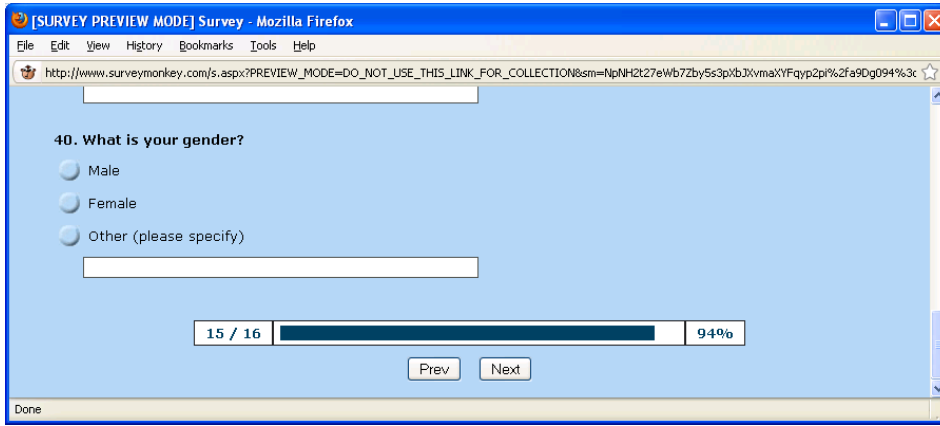 [SURVEY PREVIEW MODE] Survey - Mozilla Firefox
File Edit View History Bookmarks Tools Help
http://www.surveymonkey.com/s.aspx?PREVIEW_MODE=DO_NOT_USE_THIS_LINK_FOR_COLLECTION&sm=NpNH2t27eWb7Zby5s3pXbJXvmaXYFqyp2pi%2fa9Dg094%3c
40. What is your gender?
Male
Female
Other (please specify)
15 / 16 94%
Prev Next
Done